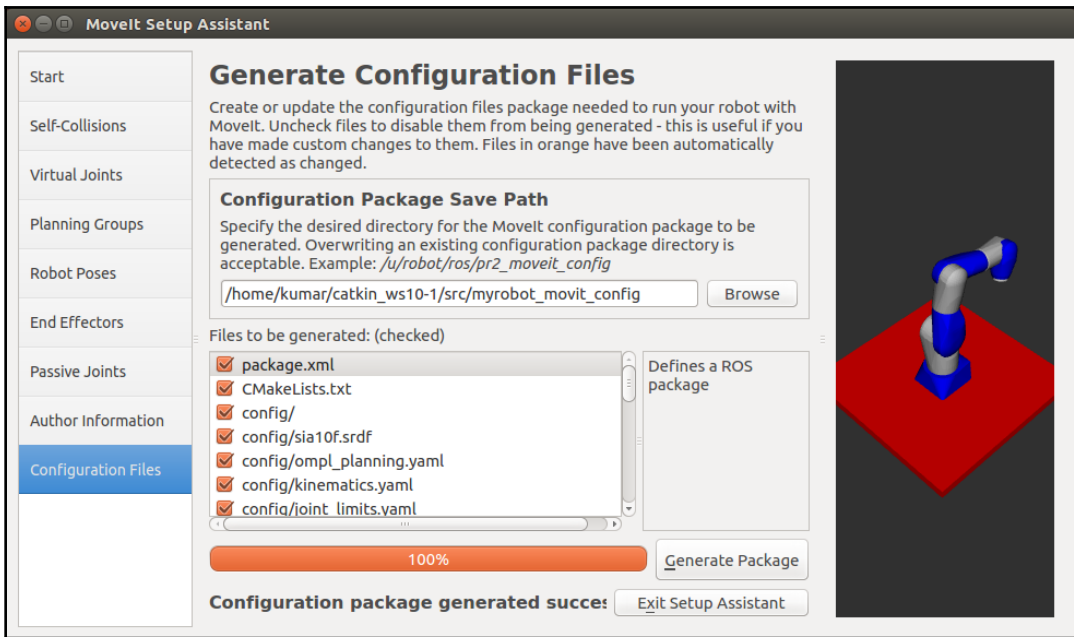 MoveIt Setup Assistant
Start
Self-Collisions
Virtual Joints
Planning Groups
Robot Poses
End Effectors
Passive Joints
Author Information
Configuration Files
Generate Configuration Files
Create or update the configuration files package needed to run your robot with
MoveIt. Uncheck files to disable them from being generated - this is useful if you
have made custom changes to them. Files in orange have been automatically
detected as changed.
Configuration Package Save Path
Specify the desired directory for the MoveIt configuration package to be
generated. Overwriting an existing configuration package directory is
acceptable. Example: /u/robot/ros/pr2_moveit_config
/home/kumar/catkin_ws10-1/src/myrobot_movit_config
Browse
Files to be generated: (checked)
package.xml
CMakeLists.txt
config/
config/sia10f.srdf
config/ompl_planning.yaml
config/kinematics.yaml
config/joint_limits.yaml
Defines a ROS
package
100%
Generate Package
Configuration package generated succes
Exit Setup Assistant